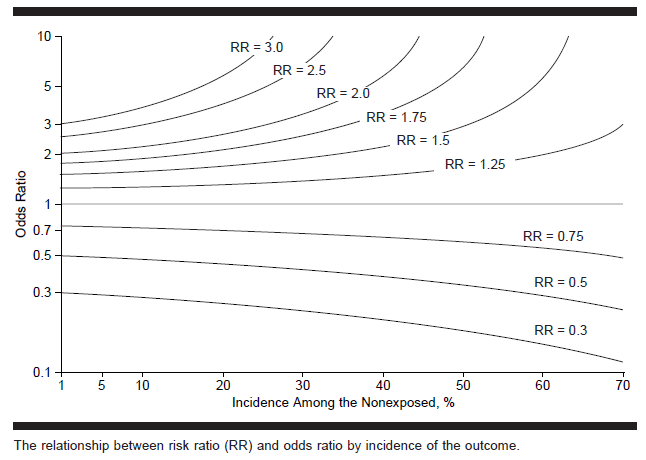 10
RR = 3.0
RR = 2.5
5
RR = 2.0
RR = 1.75
3
RR = 1.5
2
RR = 1.25
Odds Ratio
1
0.7
RR = 0.75
0.5
RR = 0.5
0.3
RR = 0.3
0.1
1 5 10 20 30 40 50 60 70
Incidence Among the Nonexposed, %
The relationship between risk ratio (RR) and odds ratio by incidence of the outcome.